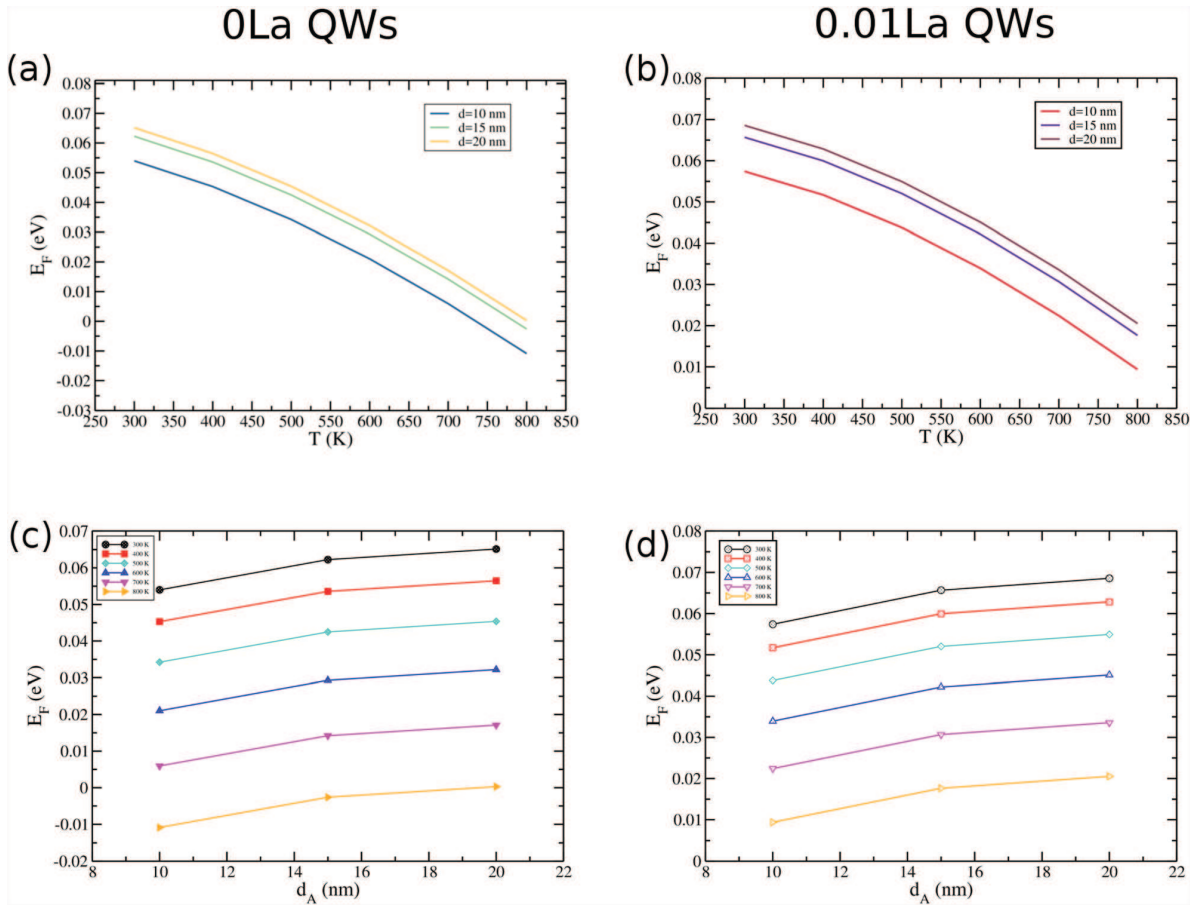 0La QWs
0.01La QWs
(a)
0.08
0.07
0.06
0.05
0.04
0.03
0.02
0.01
0
-0.01
-0.02
-0.03
E_F (eV)
d=10 nm
d=15 nm
d=20 nm
250 300 350 400 450 500 550 600 650 700 750 800 850
T (K)
(b)
0.08
0.07
0.06
0.05
0.04
0.03
0.02
0.01
0
E_F (eV)
d=10 nm
d=15 nm
d=20 nm
250 300 350 400 450 500 550 600 650 700 750 800 850
T (K)
(c)
0.07
0.06
0.05
0.04
0.03
0.02
0.01
0
-0.01
-0.02
E_F (eV)
300 K
400 K
500 K
600 K
700 K
800 K
8 10 12 14 16 18 20 22
d_A (nm)
(d)
0.08
0.07
0.06
0.05
0.04
0.03
0.02
0.01
0
E_F (eV)
300 K
400 K
500 K
600 K
700 K
800 K
8 10 12 14 16 18 20 22
d_A (nm)